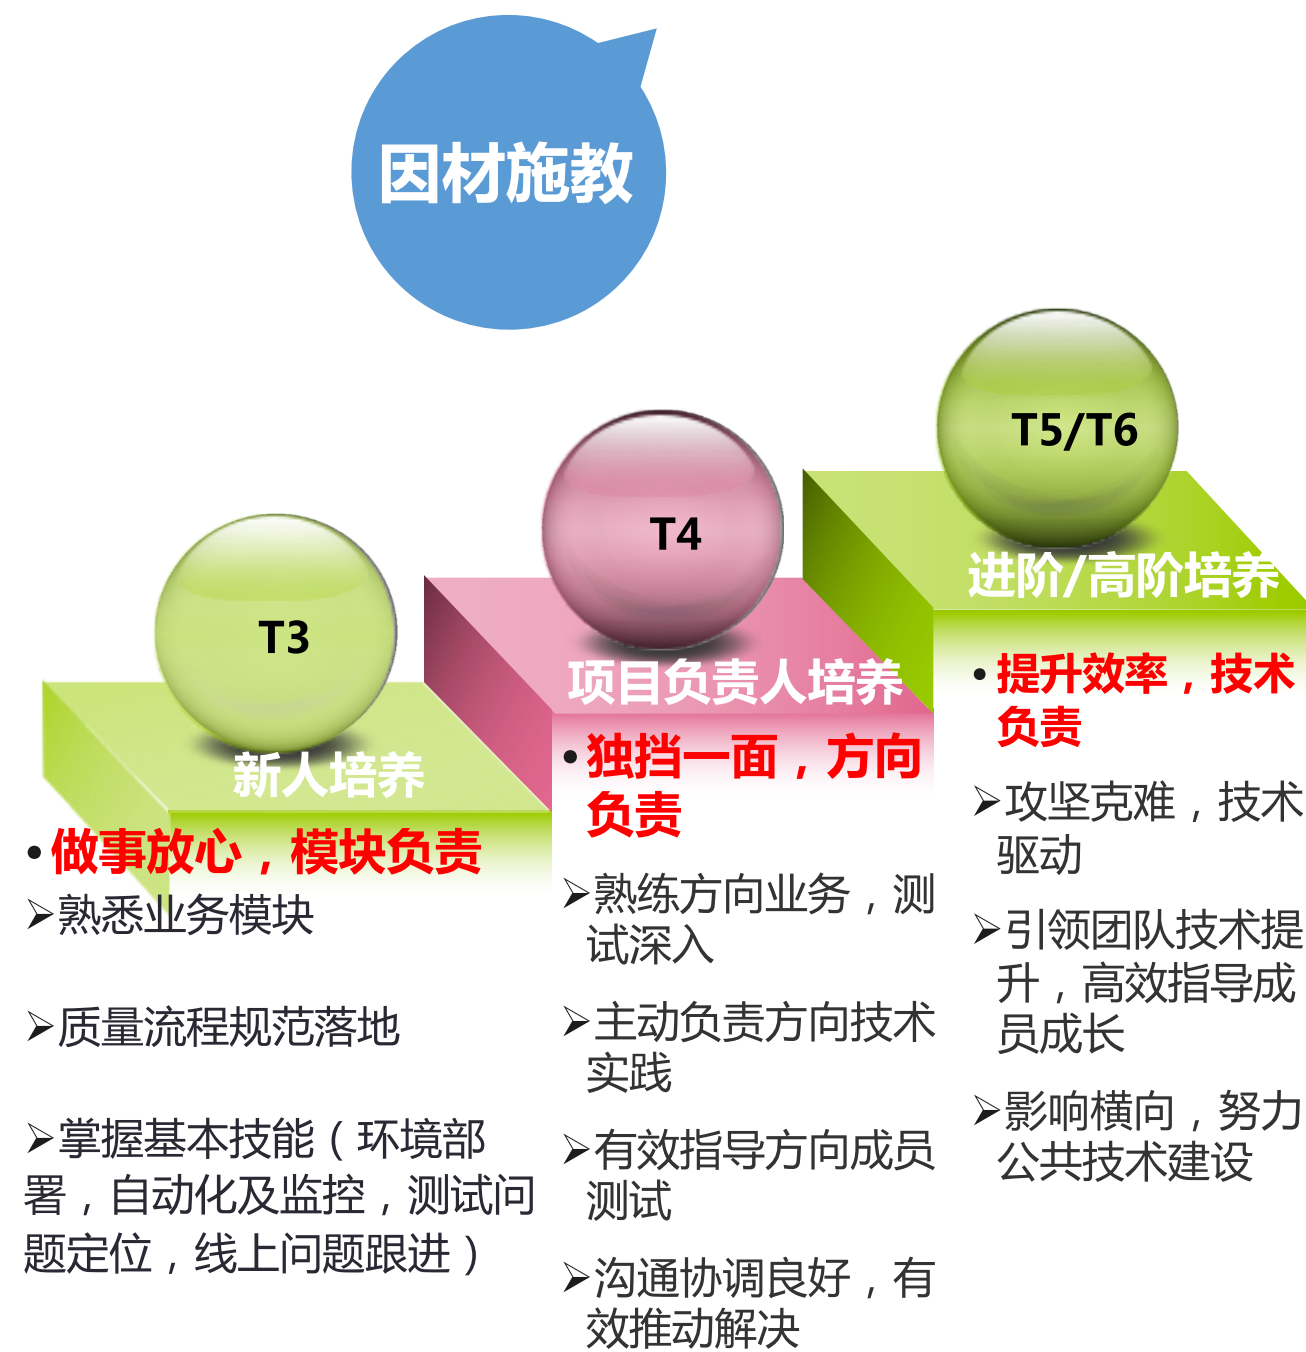 因材施教
T3
新人培养
•做事放心，模块负责
➢熟悉业务模块
➢质量流程规范落地
➢掌握基本技能（环境部
署，自动化及监控，测试问
题定位，线上问题跟进）
T4
项目负责人培养
•独挡一面，方向
负责
➢熟练方向业务，测
试深入
➢主动负责方向技术
实践
➢有效指导方向成员
测试
➢沟通协调良好，有
效推动解决
T5/T6
进阶/高阶培养
•提升效率，技术
负责
➢攻坚克难，技术
驱动
➢引领团队技术提
升，高效指导成
员成长
➢影响横向，努力
公共技术建设